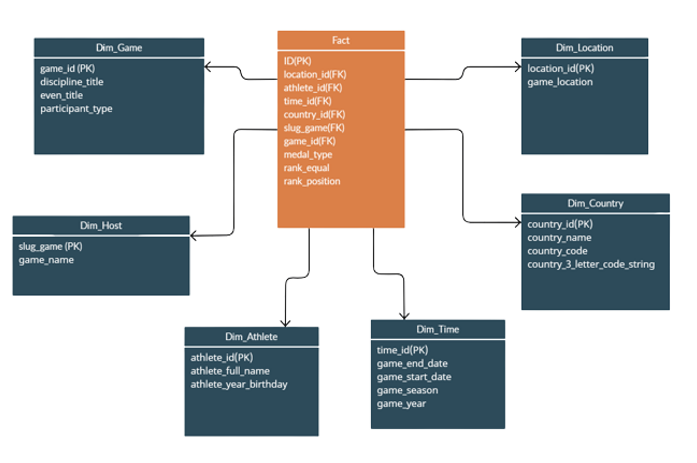 Fact
ID(PK)
location_id(FK)
athlete_id(FK)
time_id(FK)
country_id(FK)
slug_game(FK)
game_id(FK)
medal_type
rank_equal
rank_position
Dim_Game
game_id (PK)
discipline_title
even_title
participant_type
Dim_Location
location_id(PK)
game_location
Dim_Host
slug_game (PK)
game_name
Dim_Country
country_id(PK)
country_name
country_code
country_3_letter_code_string
Dim_Athlete
athlete_id(PK)
athlete_full_name
athlete_year_birthday
Dim_Time
time_id(PK)
game_end_date
game_start_date
game_season
game_year